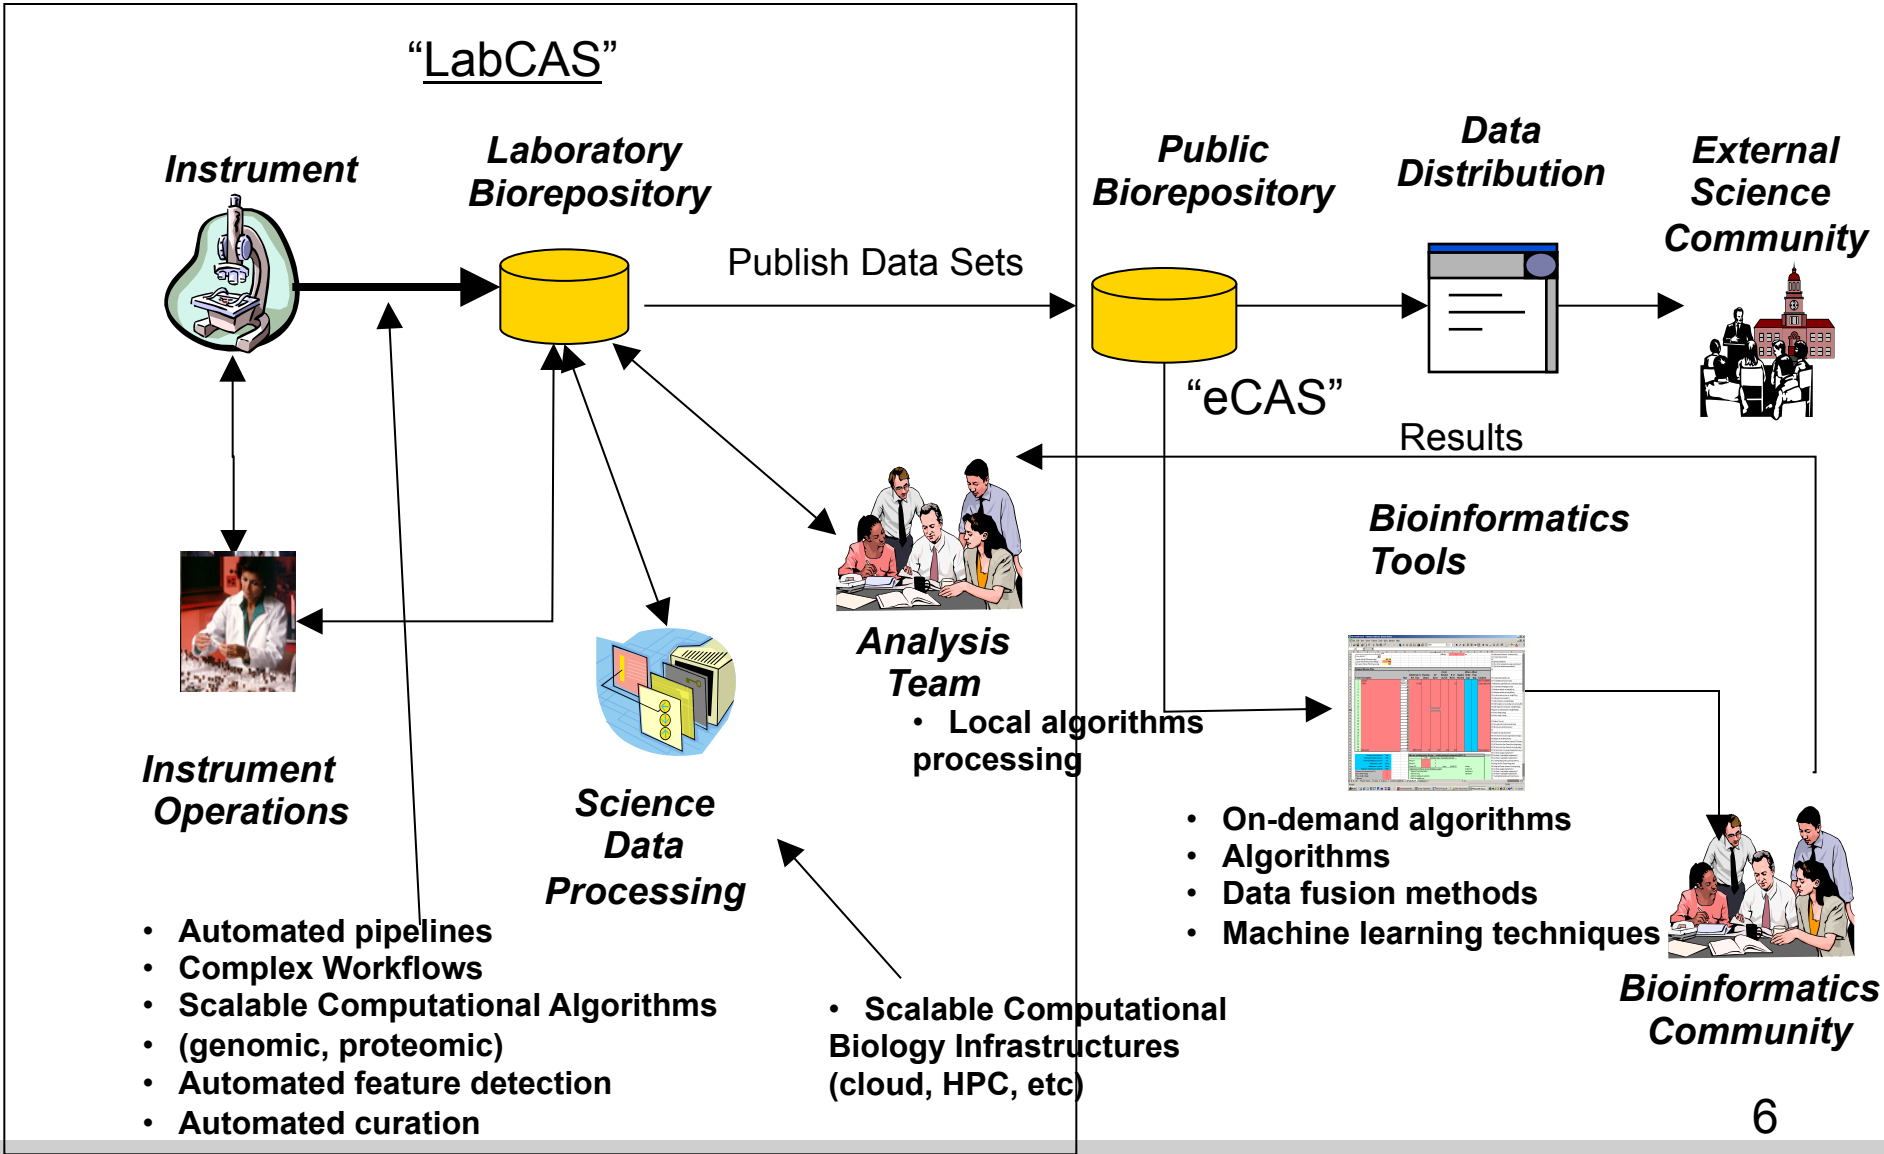 “LabCAS”
Instrument
Laboratory
Biorepository
Publish Data Sets
Public
Biorepository
Data
Distribution
External
Science
Community
“eCAS”
Results
Bioinformatics
Tools
Analysis
Team
• Local algorithms
processing
Instrument
Operations
Science
Data
Processing
• Automated pipelines
• Complex Workflows
• Scalable Computational Algorithms
• (genomic, proteomic)
• Automated feature detection
• Automated curation
• Scalable Computational
Biology Infrastructures
(cloud, HPC, etc)
• On-demand algorithms
• Algorithms
• Data fusion methods
• Machine learning techniques
Bioinformatics
Community
6